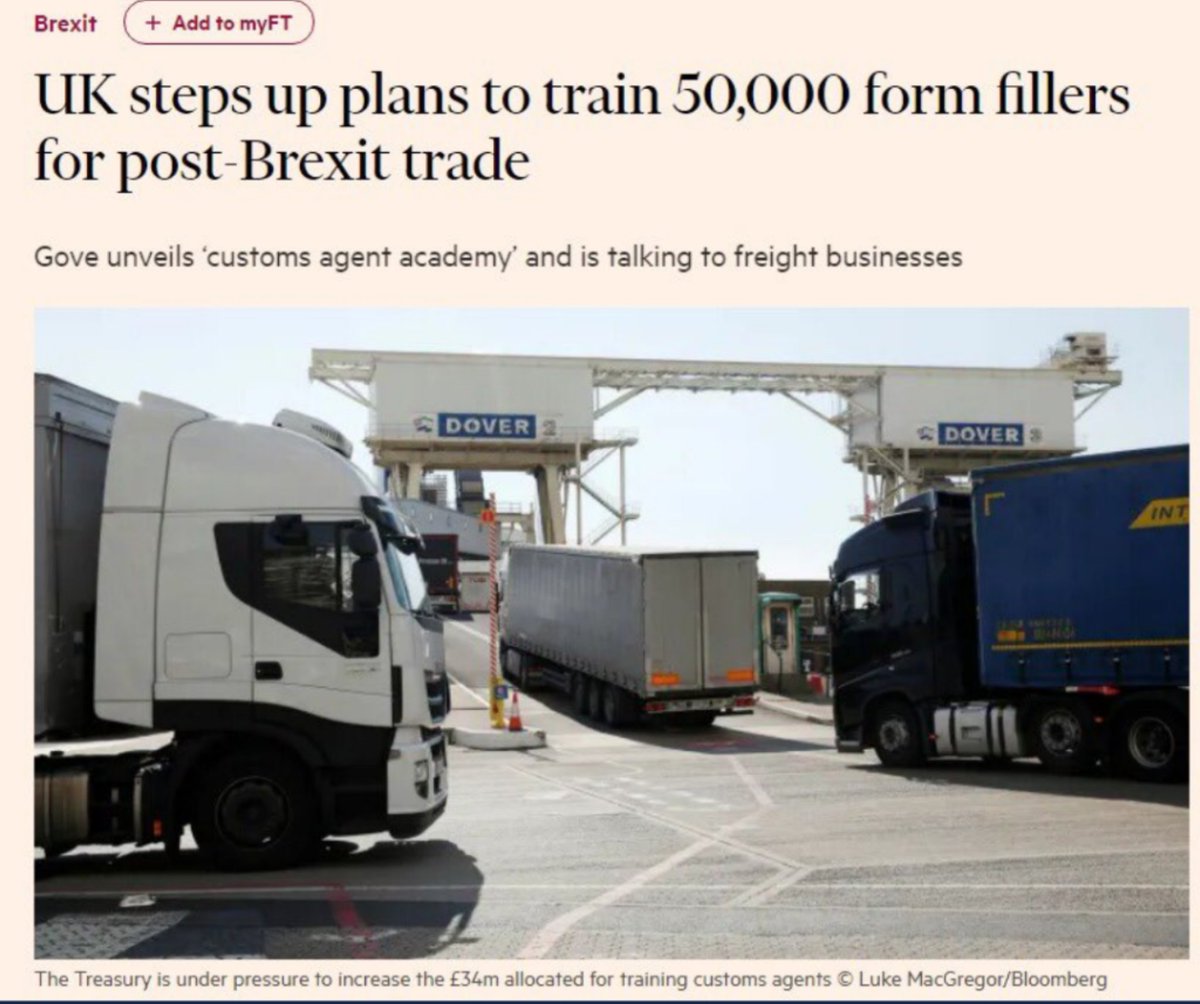 Brexit
+ Add to myFT
UK steps up plans to train 50,000 form fillers
for post-Brexit trade
Gove unveils ‘customs agent academy’ and is talking to freight businesses
DOVER 2
DOVER 3
INT
The Treasury is under pressure to increase the £34m allocated for training customs agents © Luke MacGregor/Bloomberg